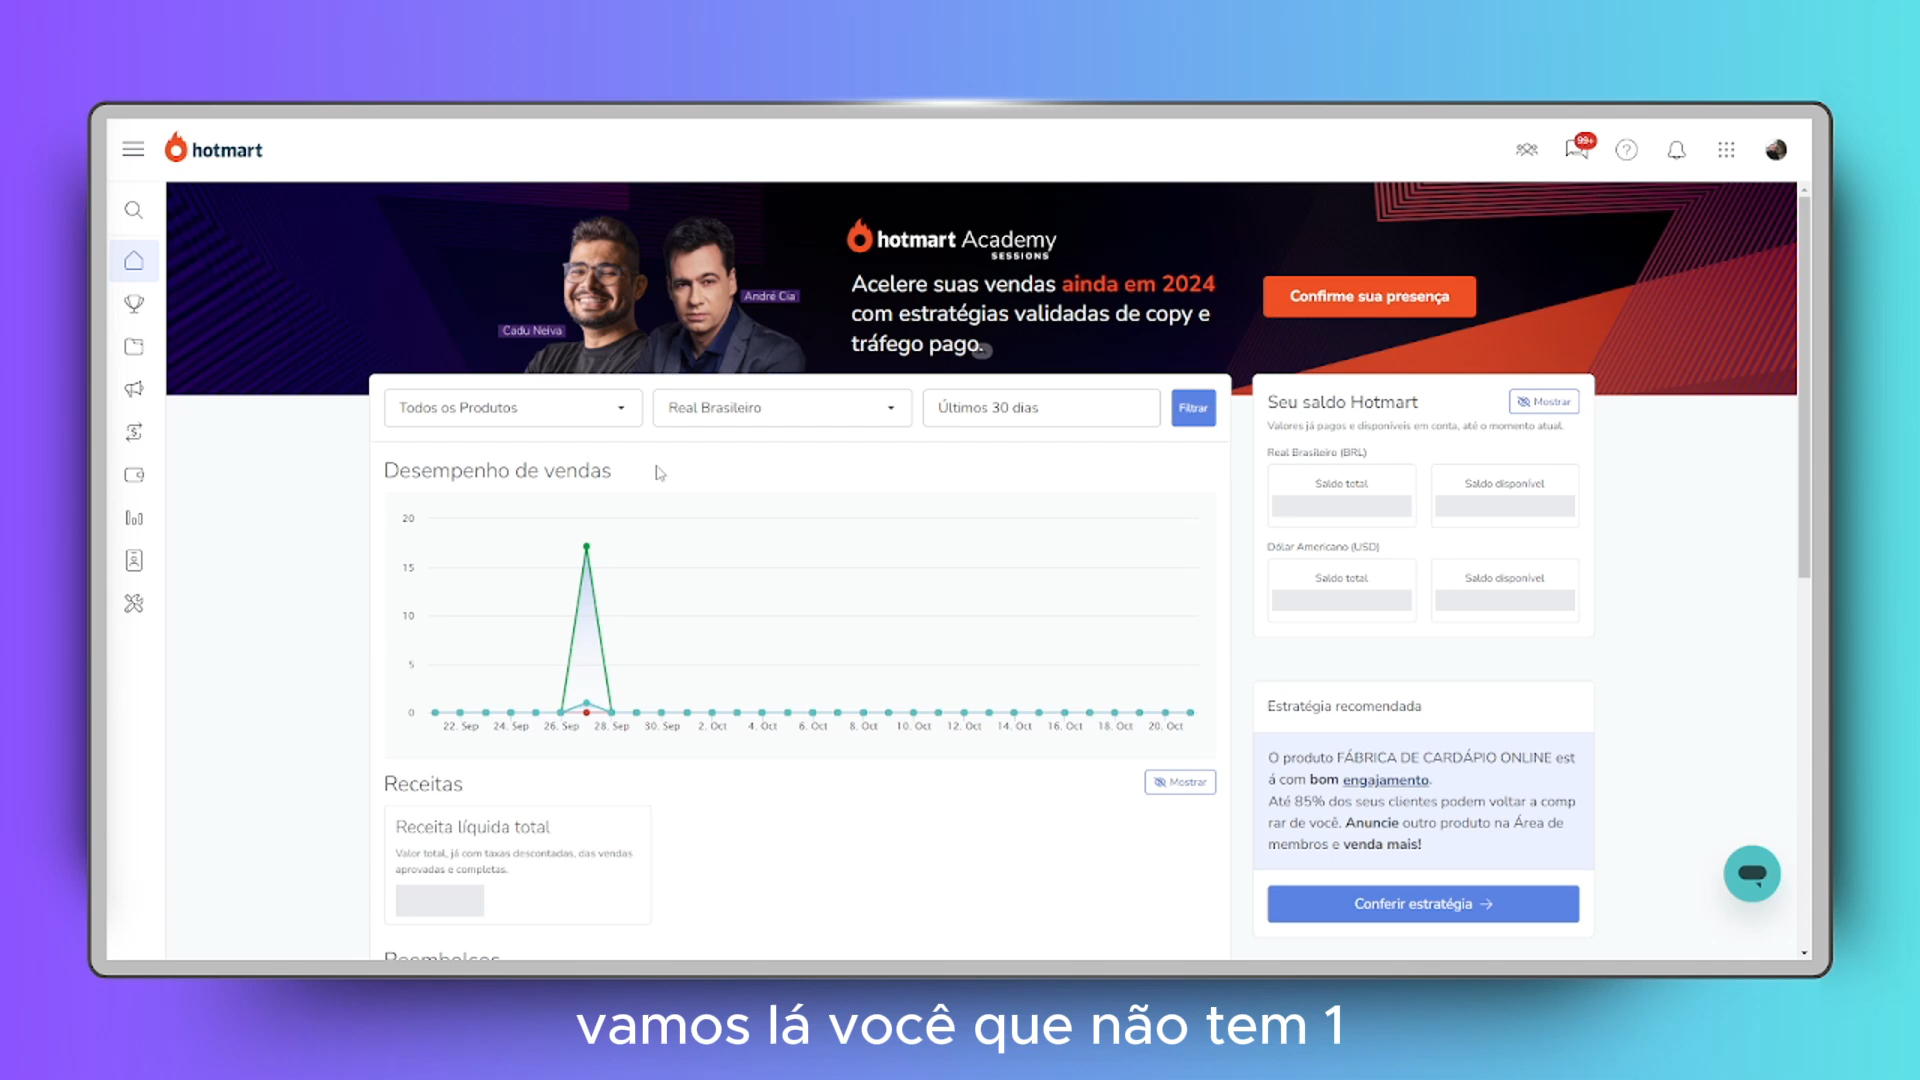 hotmart
99+
hotmart Academy
SESSIONS
Acelere suas vendas ainda em 2024
com estratégias validadas de copy e
tráfego pago.
André Cia
Cadu Neiva
Confirme sua presença
Todos os Produtos
Real Brasileiro
Últimos 30 dias
Filtrar
Desempenho de vendas
20
15
10
5
0
22. Sep 24. Sep 26. Sep 28. Sep 30. Sep 2. Oct 4. Oct 6. Oct 8. Oct 10. Oct 12. Oct 14. Oct 16. Oct 18. Oct 20. Oct
Receitas
Mostrar
Receita líquida total
Valor total, já com taxas descontadas, das vendas
aprovadas e completas.
Reembolsos
Seu saldo Hotmart
Mostrar
Valores já pagos e disponíveis em conta, até o momento atual.
Real Brasileiro (BRL)
Saldo total
Saldo disponível
Dólar Americano (USD)
Saldo total
Saldo disponível
Estratégia recomendada
O produto FÁBRICA DE CARDÁPIO ONLINE est
á com bom engajamento.
Até 85% dos seus clientes podem voltar a comp
rar de você. Anuncie outro produto na Área de
membros e venda mais!
Conferir estratégia →
vamos lá você que não tem 1